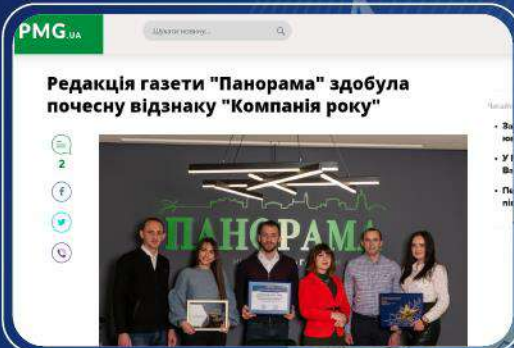 PMG.UA
Шукати новину...
Редакція газети "Панорама" здобула
почесну відзнаку "Компанія року"
2
ПАНОРАМА